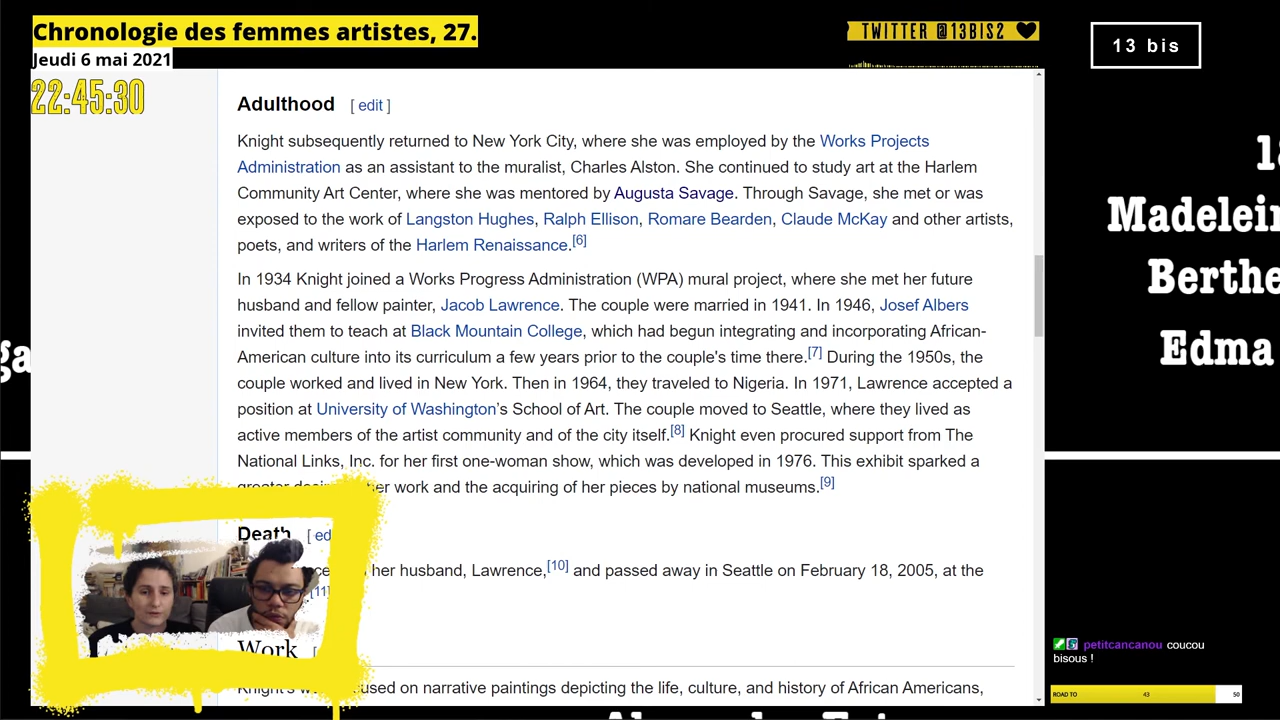 Chronologie des femmes artistes, 27.
Jeudi 6 mai 2021
22:45:30
TWITTER @13BIS2
13 bis
Adulthood [ edit ]
Knight subsequently returned to New York City, where she was employed by the Works Projects
Administration as an assistant to the muralist, Charles Alston. She continued to study art at the Harlem
Community Art Center, where she was mentored by Augusta Savage. Through Savage, she met or was
exposed to the work of Langston Hughes, Ralph Ellison, Romare Bearden, Claude McKay and other artists,
poets, and writers of the Harlem Renaissance.[6]
In 1934 Knight joined a Works Progress Administration (WPA) mural project, where she met her future
husband and fellow painter, Jacob Lawrence. The couple were married in 1941. In 1946, Josef Albers
invited them to teach at Black Mountain College, which had begun integrating and incorporating African-
American culture into its curriculum a few years prior to the couple's time there.[7] During the 1950s, the
couple worked and lived in New York. Then in 1964, they traveled to Nigeria. In 1971, Lawrence accepted a
position at University of Washington's School of Art. The couple moved to Seattle, where they lived as
active members of the artist community and of the city itself.[8] Knight even procured support from The
National Links, Inc. for her first one-woman show, which was developed in 1976. This exhibit sparked a
work and the acquiring of her pieces by national museums.[9]
Death [ ed
her husband, Lawrence,[10] and passed away in Seattle on February 18, 2005, at the
[11]
Work [
Knight's used on narrative paintings depicting the life, culture, and history of African Americans,
ga
Madelein
Berthe
Edma
petitcancanou coucou
bisous !
ROAD TO 43 50